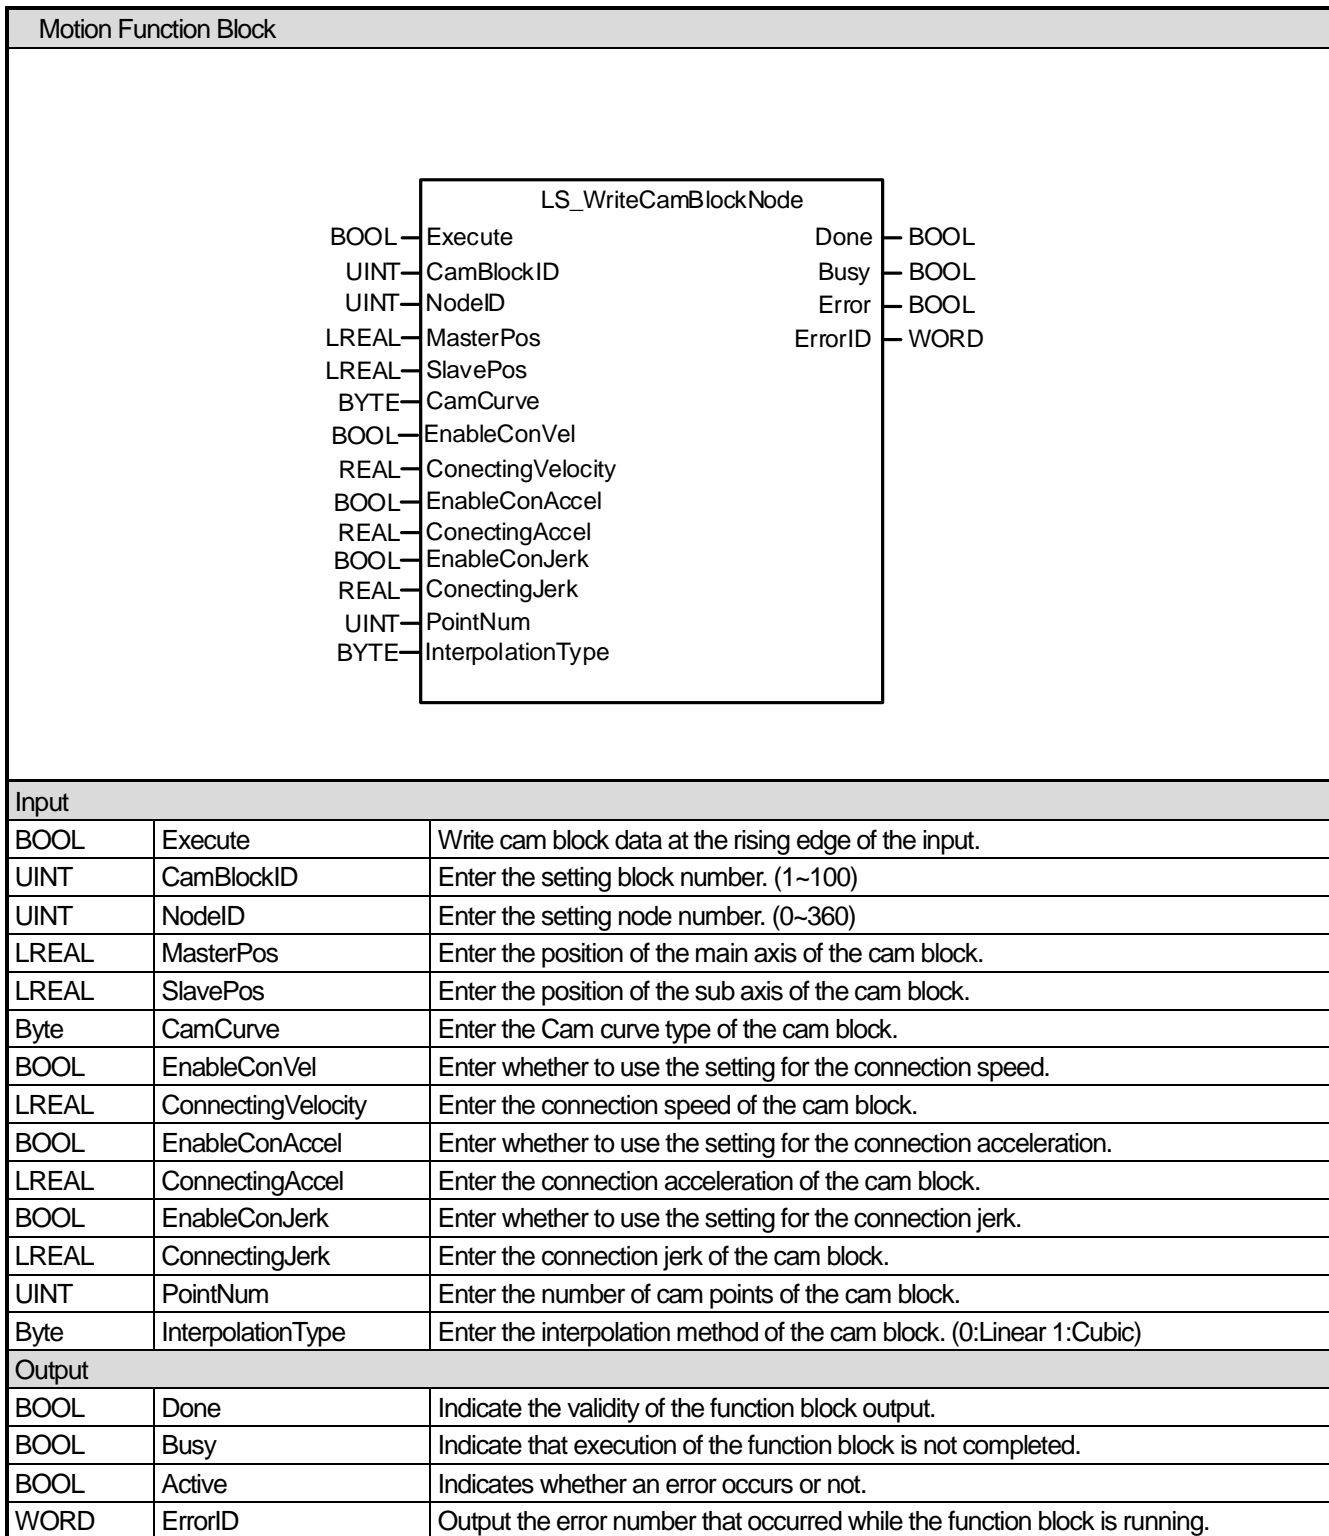 Motion Function Block
LS_WriteCamBlockNode
BOOL Execute Done BOOL
UINT CamBlockID Busy BOOL
UINT NodeID Error BOOL
LREAL MasterPos ErrorID WORD
LREAL SlavePos
BYTE CamCurve
BOOL EnableConVel
REAL ConectingVelocity
BOOL EnableConAccel
REAL ConectingAccel
BOOL EnableConJerk
REAL ConectingJerk
UINT PointNum
BYTE InterpolationType
Input
BOOL Execute Write cam block data at the rising edge of the input.
UINT CamBlockID Enter the setting block number. (1~100)
UINT NodeID Enter the setting node number. (0~360)
LREAL MasterPos Enter the position of the main axis of the cam block.
LREAL SlavePos Enter the position of the sub axis of the cam block.
Byte CamCurve Enter the Cam curve type of the cam block.
BOOL EnableConVel Enter whether to use the setting for the connection speed.
LREAL ConnectingVelocity Enter the connection speed of the cam block.
BOOL EnableConAccel Enter whether to use the setting for the connection acceleration.
LREAL ConnectingAccel Enter the connection acceleration of the cam block.
BOOL EnableConJerk Enter whether to use the setting for the connection jerk.
LREAL ConnectingJerk Enter the connection jerk of the cam block.
UINT PointNum Enter the number of cam points of the cam block.
Byte InterpolationType Enter the interpolation method of the cam block. (0:Linear 1:Cubic)
Output
BOOL Done Indicate the validity of the function block output.
BOOL Busy Indicate that execution of the function block is not completed.
BOOL Active Indicates whether an error occurs or not.
WORD ErrorID Output the error number that occurred while the function block is running.